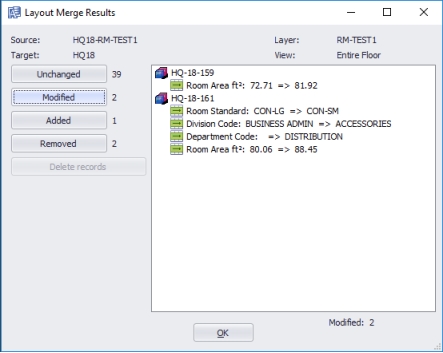 Layout Merge Results
Source: HQ18-RM-TEST1 Layer: RM-TEST1
Target: HQ18 View: Entire Floor
Unchanged 39
Modified 2
Added 1
Removed 2
Delete records
HQ-18-159
Room Area ft²: 72.71 => 81.92
HQ-18-161
Room Standard: CON-LG => CON-SM
Division Code: BUSINESS ADMIN => ACCESSORIES
Department Code: => DISTRIBUTION
Room Area ft²: 80.06 => 88.45
Modified: 2
OK